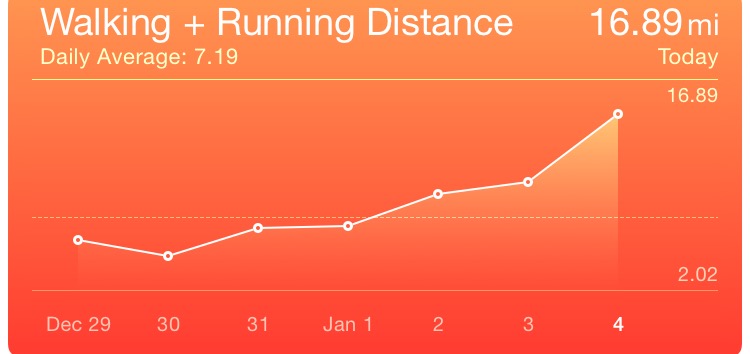 Walking + Running Distance 16.89 mi
Daily Average: 7.19 Today
16.89
2.02
Dec 29 30 31 Jan 1 2 3 4